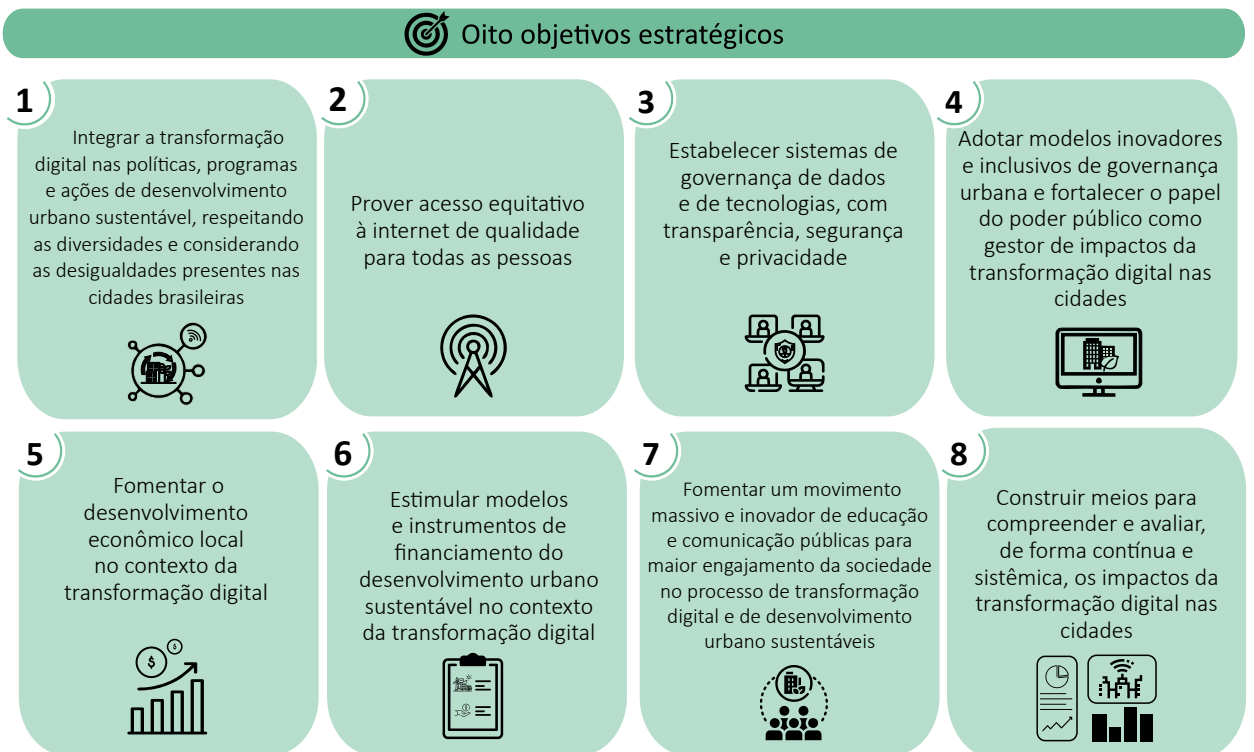 Oito objetivos estratégicos
1
Integrar a transformação
digital nas políticas, programas
e ações de desenvolvimento
urbano sustentável, respeitando
as diversidades e considerando
as desigualdades presentes nas
cidades brasileiras
2
Prover acesso equitativo
à internet de qualidade
para todas as pessoas
3
Estabelecer sistemas de
governança de dados
e de tecnologias, com
transparência, segurança
e privacidade
4
Adotar modelos inovadores
e inclusivos de governança
urbana e fortalecer o papel
do poder público como
gestor de impactos da
transformação digital nas
cidades
5
Fomentar o
desenvolvimento
econômico local
no contexto da
transformação digital
$
$
6
Estimular modelos
e instrumentos de
financiamento do
desenvolvimento urbano
sustentável no contexto
da transformação digital
7
Fomentar um movimento
massivo e inovador de educação
e comunicação públicas para
maior engajamento da sociedade
no processo de transformação
digital e de desenvolvimento
urbano sustentáveis
8
Construir meios para
compreender e avaliar,
de forma contínua e
sistêmica, os impactos da
transformação digital nas
cidades